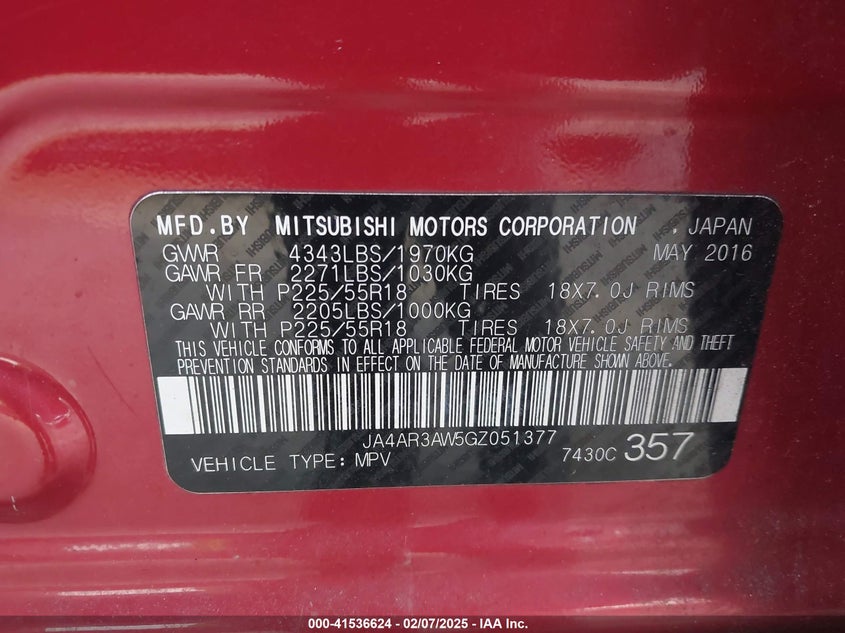 MFD.BY MITSUBISHI MOTORS CORPORATION , JAPAN
GVWR 4343LBS/1970KG MAY 2016
GAWR FR 2271LBS/1030KG
WITH P225/55R18 TIRES 18X7.0J RIMS
GAWR RR 2205LBS/1000KG
WITH P225/55R18 TIRES 18X7.0J RIMS
THIS VEHICLE CONFORMS TO ALL APPLICABLE FEDERAL MOTOR VEHICLE SAFETY AND THEFT
PREVENTION STANDARDS IN EFFECT ON THE DATE OF MANUFACTURE SHOWN ABOVE.
JA4AR3AW5GZ051377
VEHICLE TYPE: MPV 7430C 357
000-41536624 - 02/07/2025 - IAA Inc.